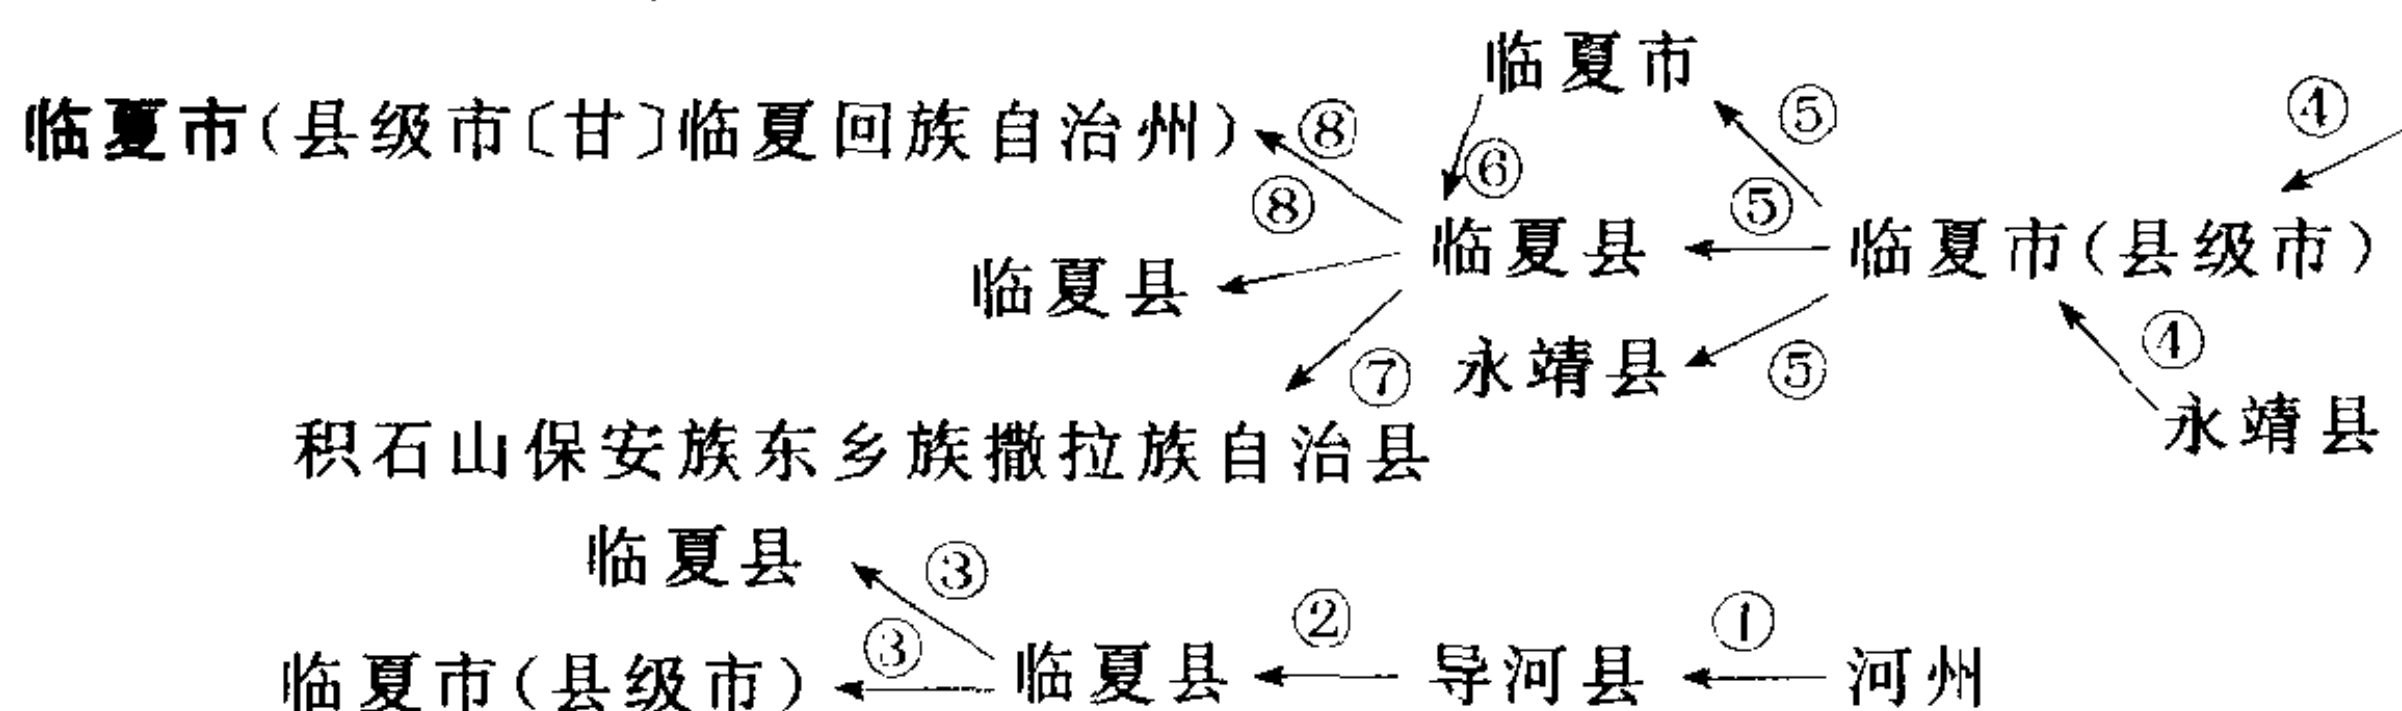 临夏市
④
⑤
临夏市(县级市〔甘〕临夏回族自治州) ⑧
⑥
⑧ ⑤
临夏县 临夏市(县级市)
临夏县
④
永靖县 ⑤
⑦
永靖县
积石山保安族东乡族撒拉族自治县
临夏县 ③
② ①
③
临夏市(县级市) 临夏县 导河县 河州